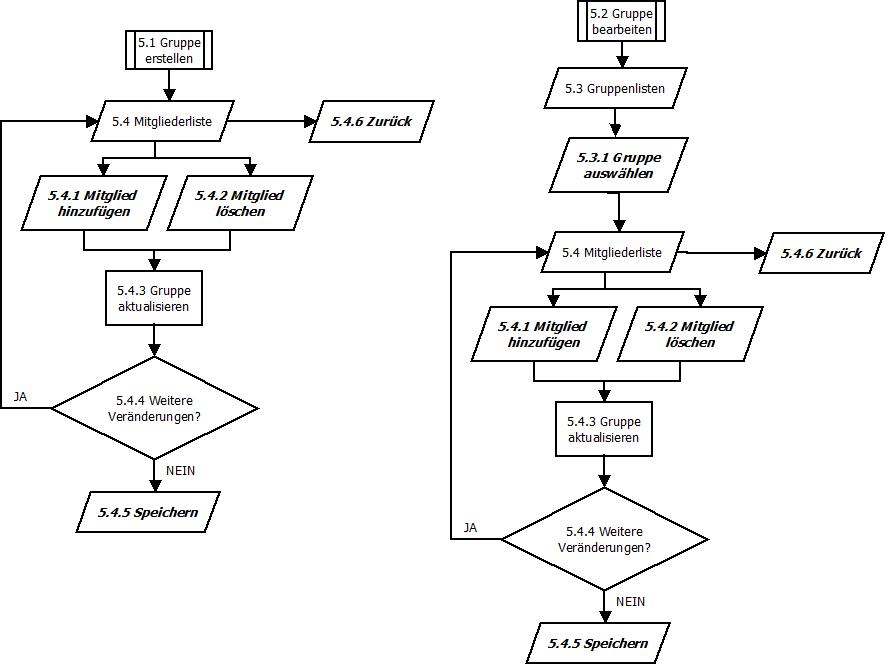 5.1 Gruppe
erstellen
5.4 Mitgliederliste
5.4.6 Zurück
5.4.1 Mitglied
hinzufügen
5.4.2 Mitglied
löschen
5.4.3 Gruppe
aktualisieren
5.4.4 Weitere
Veränderungen?
JA
NEIN
5.4.5 Speichern
5.2 Gruppe
bearbeiten
5.3 Gruppenlisten
5.3.1 Gruppe
auswählen
5.4 Mitgliederliste
5.4.6 Zurück
5.4.1 Mitglied
hinzufügen
5.4.2 Mitglied
löschen
5.4.3 Gruppe
aktualisieren
5.4.4 Weitere
Veränderungen?
JA
NEIN
5.4.5 Speichern